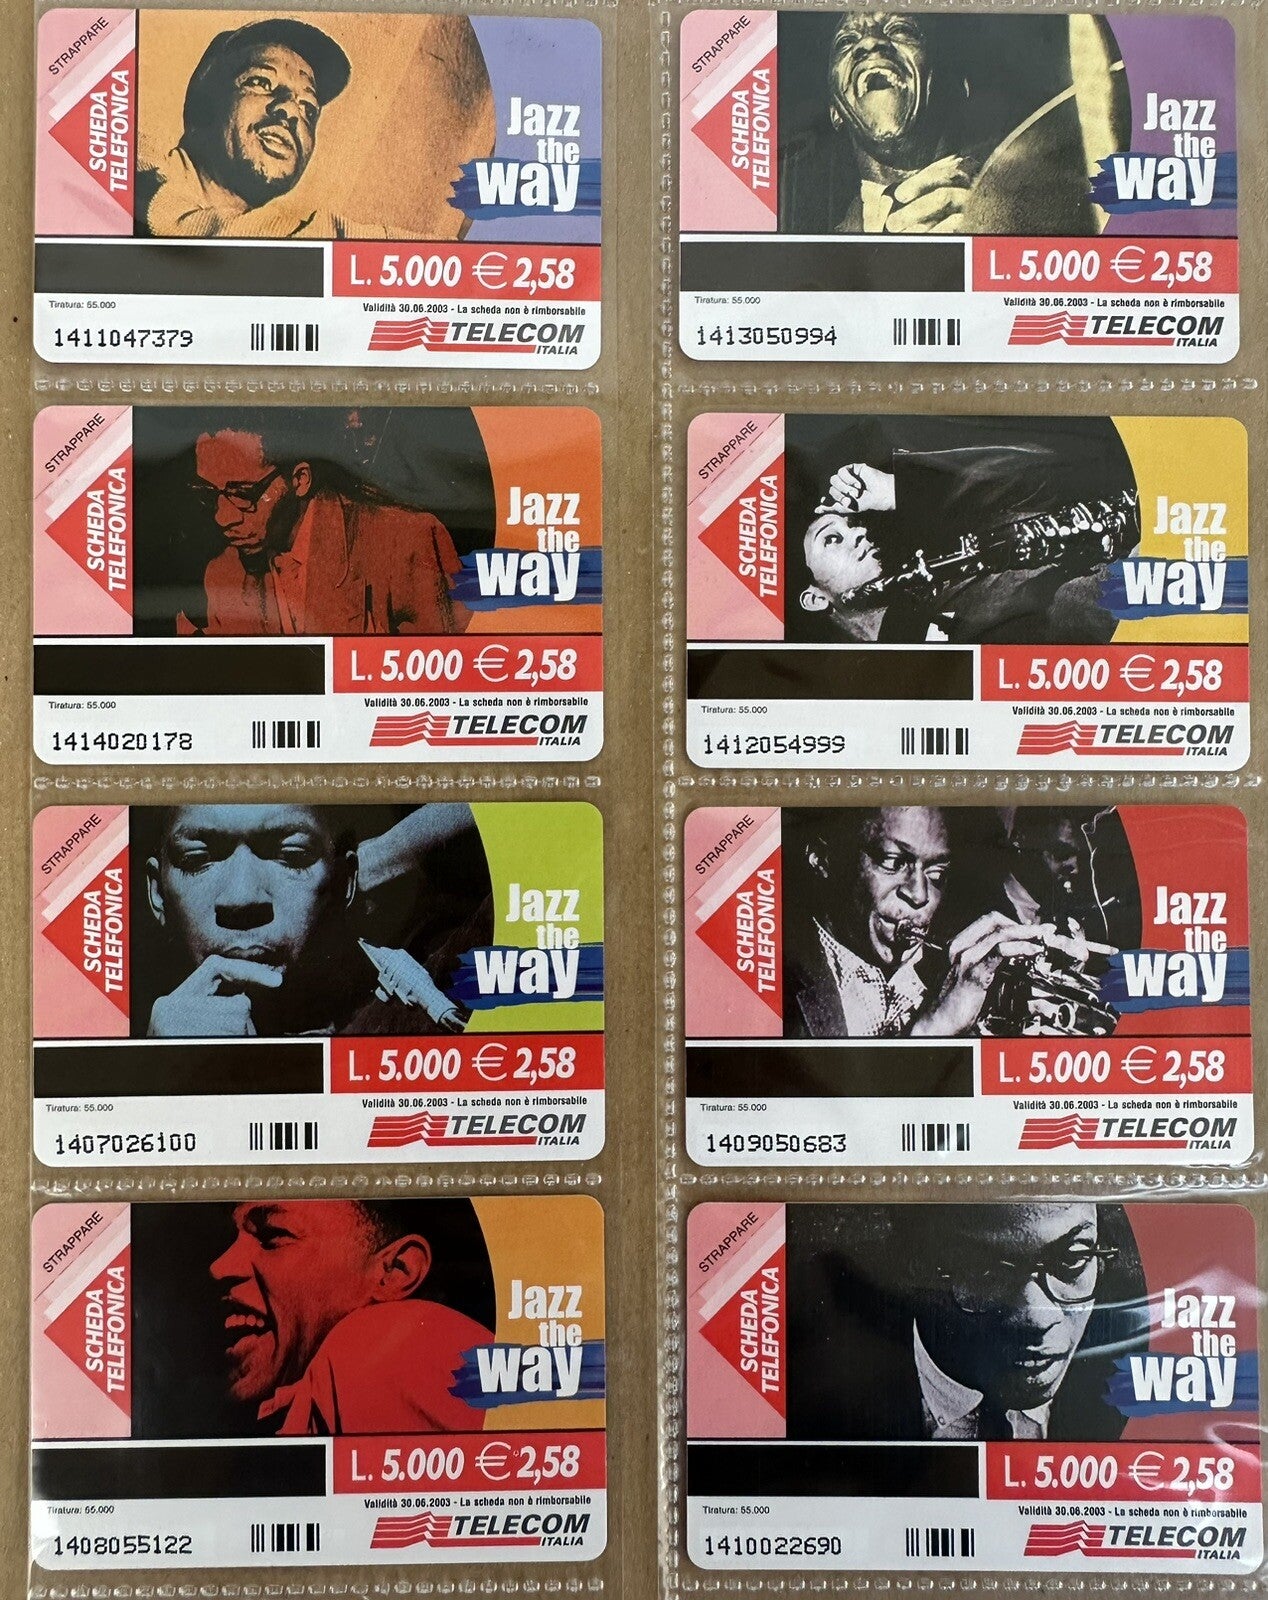 STRAPPARE
SCHEDA
TELEFONICA
Jazz
the
way
L. 5.000 € 2,58
Tiratura: 55.000
Validità 30.06.2003 - La scheda non è rimborsabile
1411047379
TELECOM
ITALIA
STRAPPARE
SCHEDA
TELEFONICA
Jazz
the
way
L. 5.000 € 2,58
Tiratura: 55.000
Validità 30.06.2003 - La scheda non è rimborsabile
1413050994
TELECOM
ITALIA
STRAPPARE
SCHEDA
TELEFONICA
Jazz
the
way
L. 5.000 € 2,58
Tiratura: 55.000
Validità 30.06.2003 - La scheda non è rimborsabile
1414020178
TELECOM
ITALIA
STRAPPARE
SCHEDA
TELEFONICA
Jazz
the
way
L. 5.000 € 2,58
Tiratura: 55.000
Validità 30.06.2003 - La scheda non è rimborsabile
1412054999
TELECOM
ITALIA
STRAPPARE
SCHEDA
TELEFONICA
Jazz
the
way
L. 5.000 € 2,58
Tiratura: 55.000
Validità 30.06.2003 - La scheda non è rimborsabile
1407026100
TELECOM
ITALIA
STRAPPARE
SCHEDA
TELEFONICA
Jazz
the
way
L. 5.000 € 2,58
Tiratura: 55.000
Validità 30.06.2003 - La scheda non è rimborsabile
1409050683
TELECOM
ITALIA
STRAPPARE
SCHEDA
TELEFONICA
Jazz
the
way
L. 5.000 € 2,58
Tiratura: 55.000
Validità 30.06.2003 - La scheda non è rimborsabile
1408055122
TELECOM
ITALIA
STRAPPARE
SCHEDA
TELEFONICA
Jazz
the
way
L. 5.000 € 2,58
Tiratura: 55.000
Validità 30.06.2003 - La scheda non è rimborsabile
1410022690
TELECOM
ITALIA